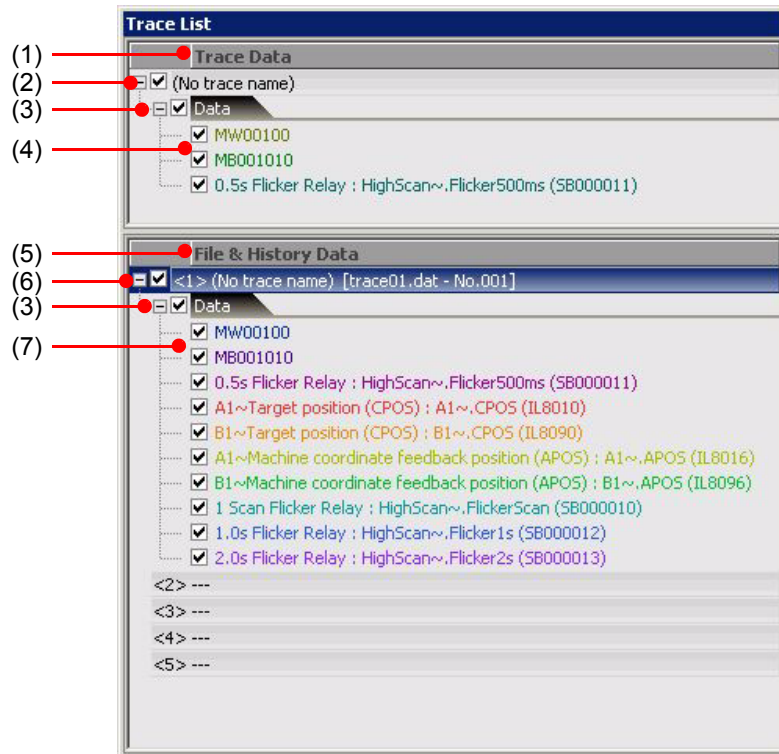 Trace List
(1) Trace Data
(2) (No trace name)
(3) Data
MW00100
(4) MB001010
0.5s Flicker Relay : HighScan~.Flicker500ms (SB000011)
(5) File & History Data
(6) <1> (No trace name) [trace01.dat - No.001]
(3) Data
MW00100
(7) MB001010
0.5s Flicker Relay : HighScan~.Flicker500ms (SB000011)
A1~Target position (CPOS) : A1~.CPOS (IL8010)
B1~Target position (CPOS) : B1~.CPOS (IL8090)
A1~Machine coordinate feedback position (APOS) : A1~.APOS (IL8016)
B1~Machine coordinate feedback position (APOS) : B1~.APOS (IL8096)
1 Scan Flicker Relay : HighScan~.FlickerScan (SB000010)
1.0s Flicker Relay : HighScan~.Flicker1s (SB000012)
2.0s Flicker Relay : HighScan~.Flicker2s (SB000013)
<2> ---
<3> ---
<4> ---
<5> ---